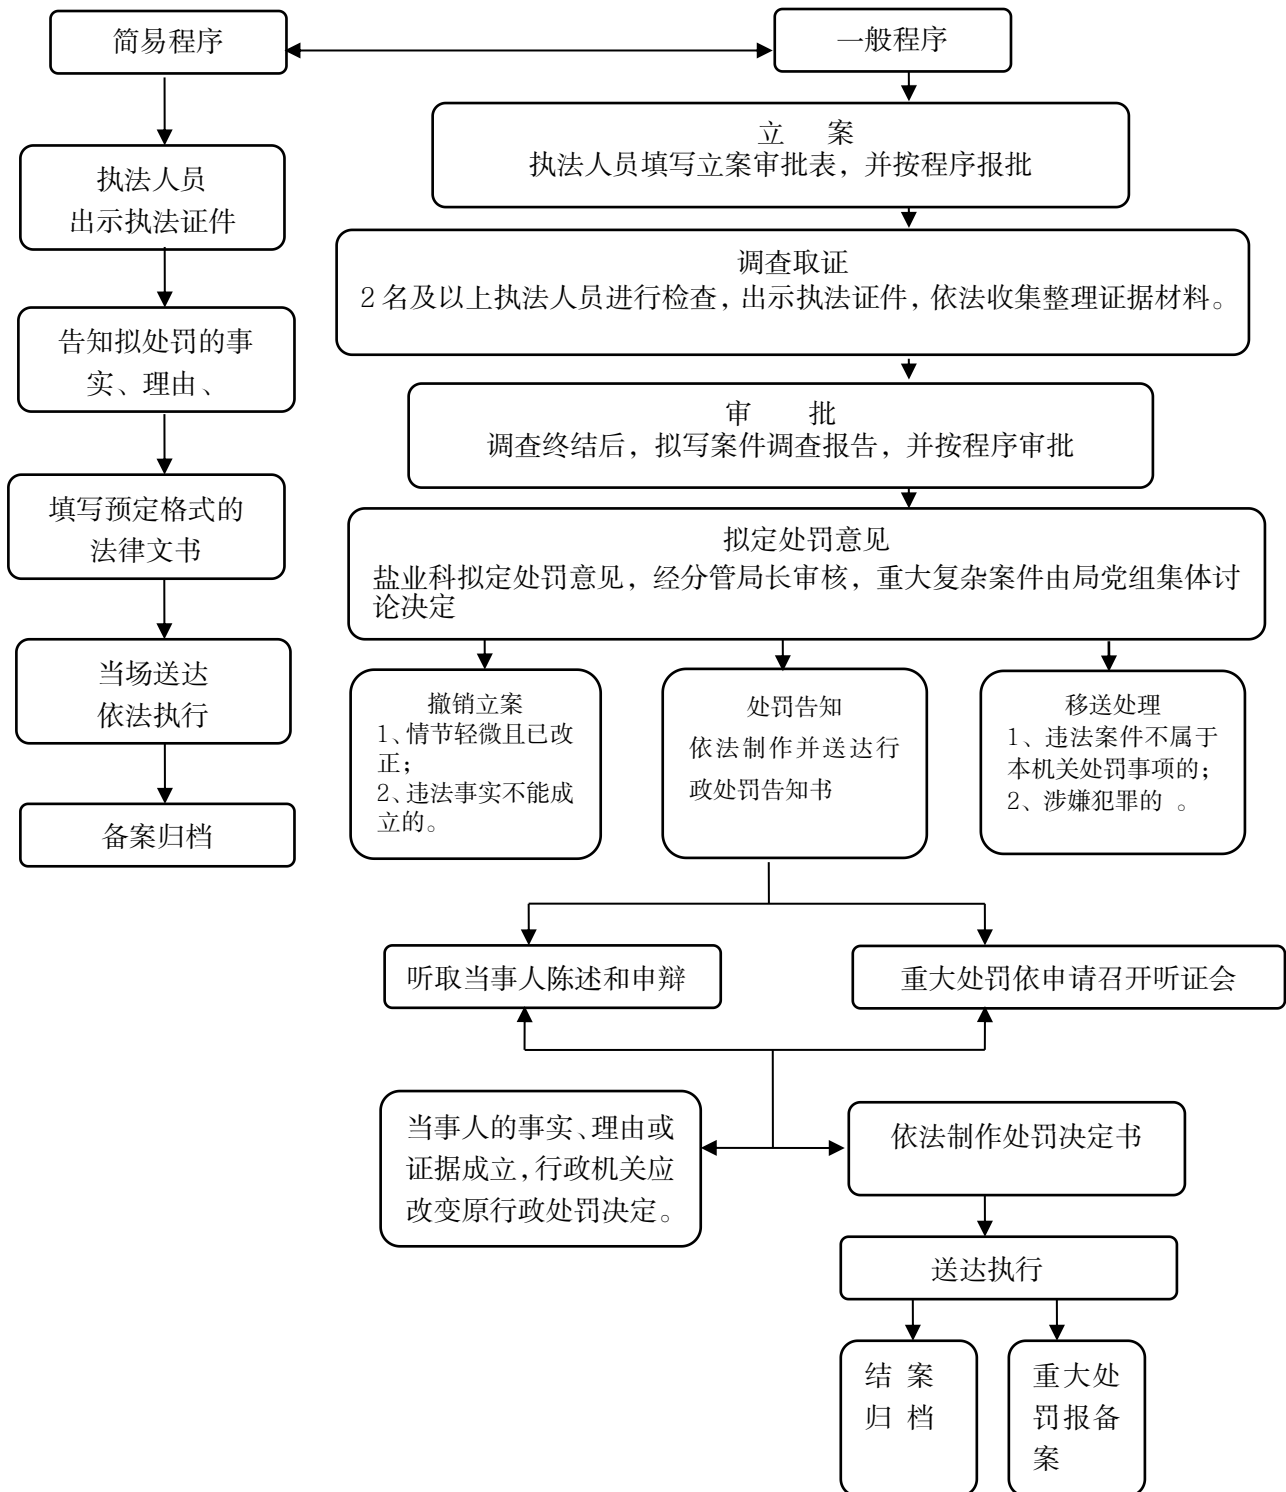 简易程序
一般程序
立 案
执法人员填写立案审批表，并按程序报批
执法人员
出示执法证件
调查取证
2名及以上执法人员进行检查，出示执法证件，依法收集整理证据材料。
告知拟处罚的事
实、理由、
审 批
调查终结后，拟写案件调查报告，并按程序审批
填写预定格式的
法律文书
拟定处罚意见
盐业科拟定处罚意见，经分管局长审核，重大复杂案件由局党组集体讨
论决定
当场送达
依法执行
撤销立案
1、情节轻微且已改
正；
2、违法事实不能成
立的。
处罚告知
依法制作并送达行
政处罚告知书
移送处理
1、违法案件不属于
本机关处罚事项的；
2、涉嫌犯罪的 。
备案归档
听取当事人陈述和申辩
重大处罚依申请召开听证会
当事人的事实、理由或
证据成立，行政机关应
改变原行政处罚决定。
依法制作处罚决定书
送达执行
结 案
归 档
重大处
罚报备
案